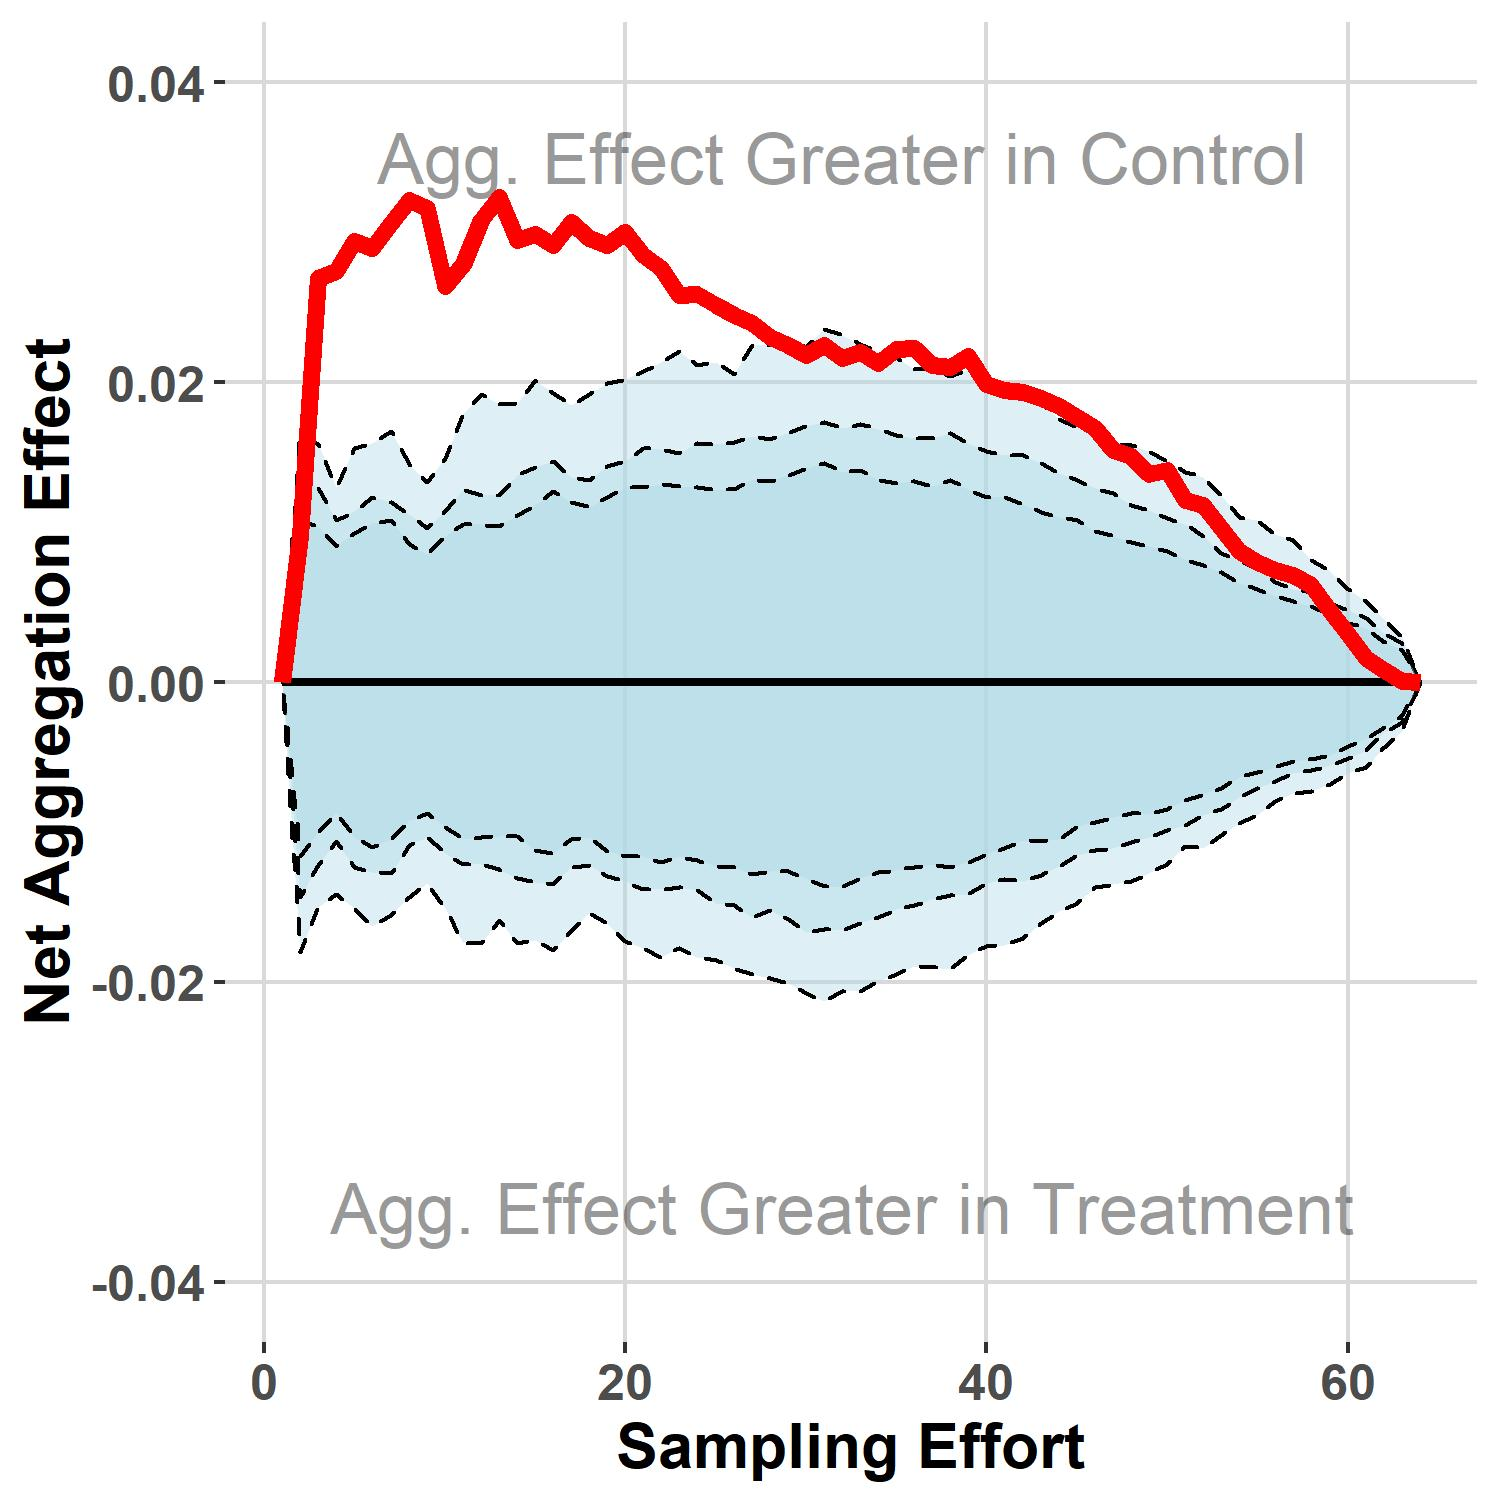 0.04
Agg. Effect Greater in Control
0.02
Net Aggregation Effect
0.00
-0.02
Agg. Effect Greater in Treatment
-0.04
0 20 40 60
Sampling Effort